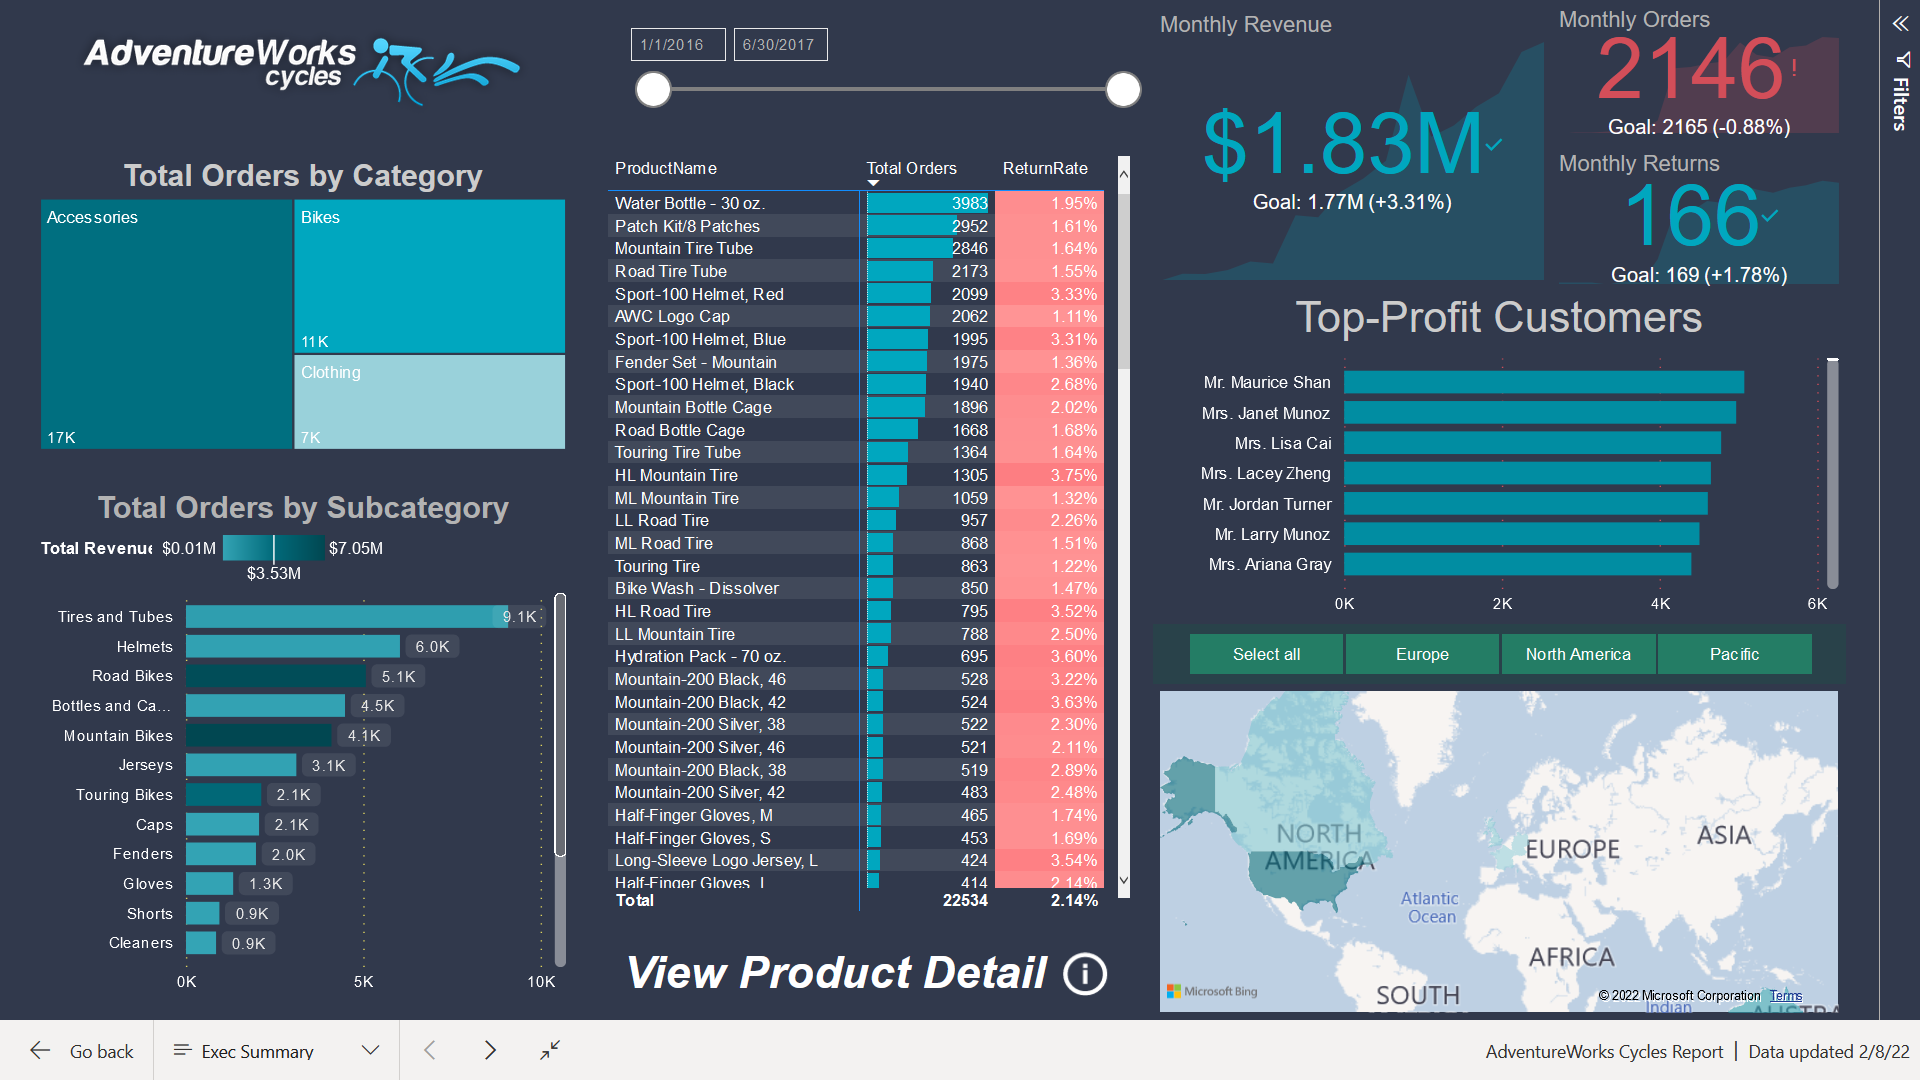 AdventureWorks
cycles
1/1/2016
6/30/2017
Monthly Revenue
$1.83M
Goal: 1.77M (+3.31%)
Monthly Orders
2146
!
Goal: 2165 (-0.88%)
Monthly Returns
166
Goal: 169 (+1.78%)
Filters
Total Orders by Category
Accessories
17K
Bikes
11K
Clothing
7K
Total Orders by Subcategory
Total Revenue $0.01M $7.05M
$3.53M
Tires and Tubes 9.1K
Helmets 6.0K
Road Bikes 5.1K
Bottles and Ca... 4.5K
Mountain Bikes 4.1K
Jerseys 3.1K
Touring Bikes 2.1K
Caps 2.1K
Fenders 2.0K
Gloves 1.3K
Shorts 0.9K
Cleaners 0.9K
0K 5K 10K
ProductName Total Orders ReturnRate
Water Bottle - 30 oz. 3983 1.95%
Patch Kit/8 Patches 2952 1.61%
Mountain Tire Tube 2846 1.64%
Road Tire Tube 2173 1.55%
Sport-100 Helmet, Red 2099 3.33%
AWC Logo Cap 2062 1.11%
Sport-100 Helmet, Blue 1995 3.31%
Fender Set - Mountain 1975 1.36%
Sport-100 Helmet, Black 1940 2.68%
Mountain Bottle Cage 1896 2.02%
Road Bottle Cage 1668 1.68%
Touring Tire Tube 1364 1.64%
HL Mountain Tire 1305 3.75%
ML Mountain Tire 1059 1.32%
LL Road Tire 957 2.26%
ML Road Tire 868 1.51%
Touring Tire 863 1.22%
Bike Wash - Dissolver 850 1.47%
HL Road Tire 795 3.52%
LL Mountain Tire 788 2.50%
Hydration Pack - 70 oz. 695 3.60%
Mountain-200 Black, 46 528 3.22%
Mountain-200 Black, 42 524 3.63%
Mountain-200 Silver, 38 522 2.30%
Mountain-200 Silver, 46 521 2.11%
Mountain-200 Black, 38 519 2.89%
Mountain-200 Silver, 42 483 2.48%
Half-Finger Gloves, M 465 1.74%
Half-Finger Gloves, S 453 1.69%
Long-Sleeve Logo Jersey, L 424 3.54%
Half-Finger Gloves, L 414 2.14%
Total 22534 2.14%
View Product Detail
Top-Profit Customers
Mr. Maurice Shan
Mrs. Janet Munoz
Mrs. Lisa Cai
Mrs. Lacey Zheng
Mr. Jordan Turner
Mr. Larry Munoz
Mrs. Ariana Gray
0K 2K 4K 6K
Select all Europe North America Pacific
NORTH
AMERICA
EUROPE
ASIA
Atlantic
Ocean
AFRICA
SOUTH
Indian
Microsoft Bing
© 2022 Microsoft Corporation Terms
Go back
Exec Summary
AdventureWorks Cycles Report | Data updated 2/8/22